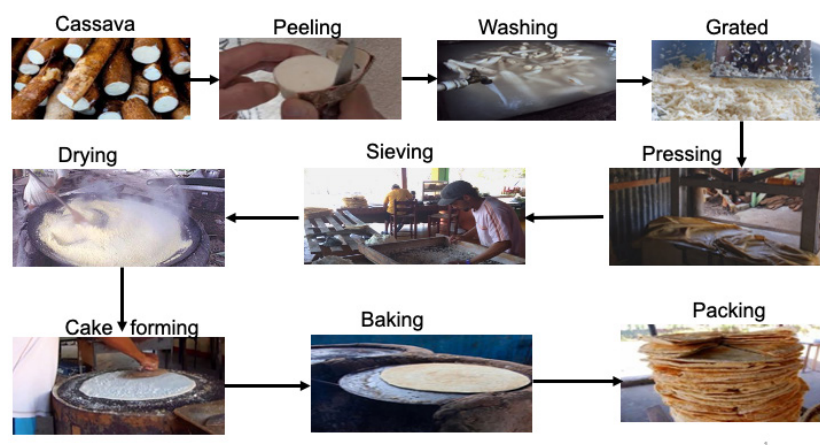 Cassava
Peeling
Washing
Grated
Pressing
Sieving
Drying
Cake forming
Baking
Packing